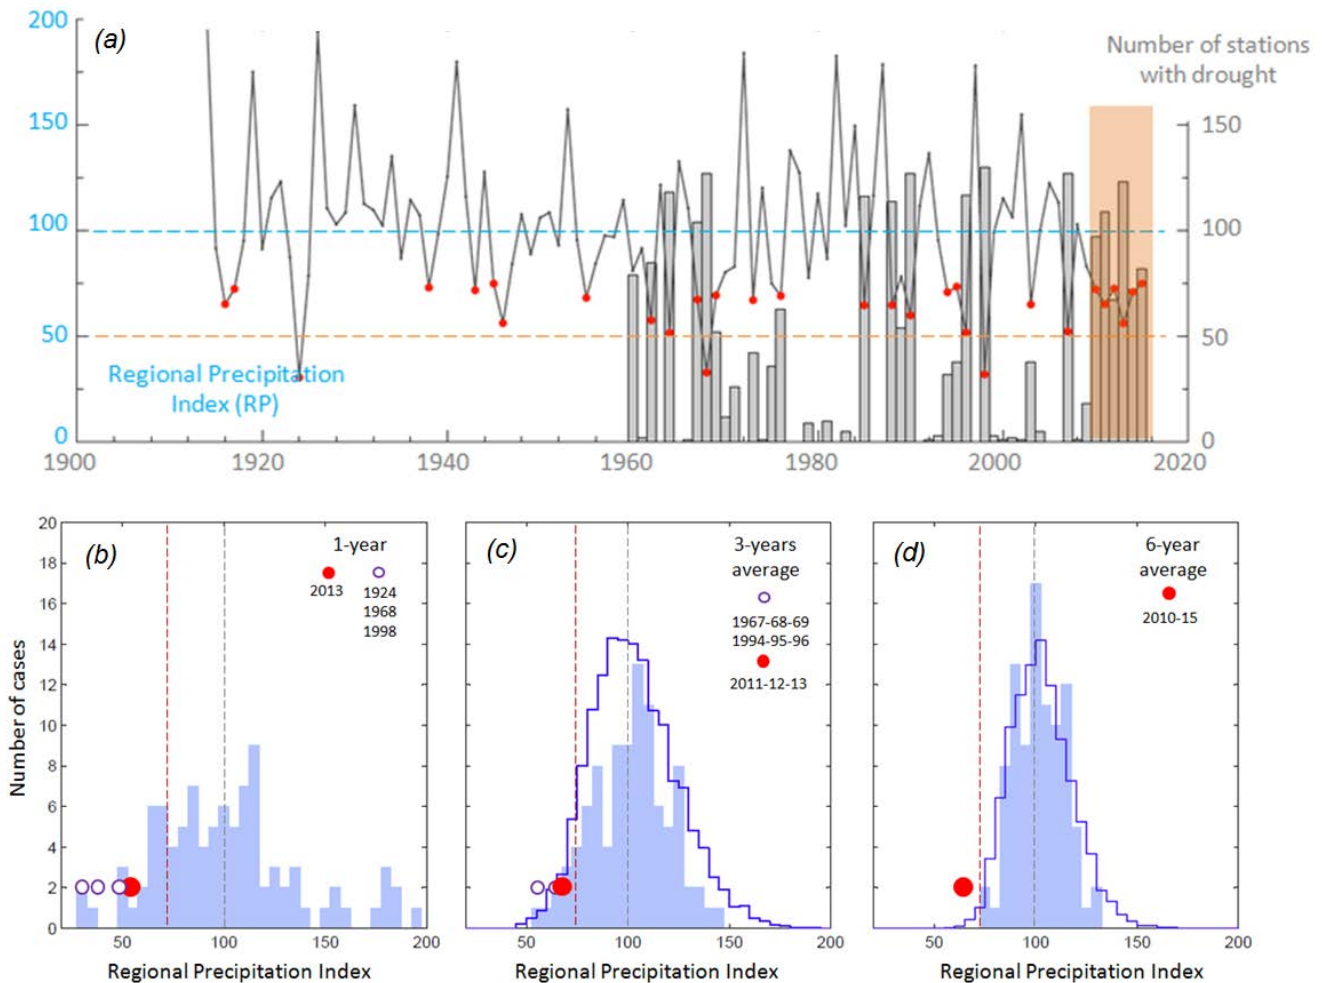 200
(a)
Number of stations
with drought
150
150
100
100
50
50
Regional Precipitation
Index (RP)
0
0
1900
1920
1940
1960
1980
2000
2020
Number of cases
20
18
16
14
12
10
8
6
4
2
0
(b)
1-year
2013
1924
1968
1998
50
100
150
200
Regional Precipitation Index
(c)
3-years
average
1967-68-69
1994-95-96
2011-12-13
50
100
150
200
Regional Precipitation Index
(d)
6-year
average
2010-15
50
100
150
200
Regional Precipitation Index